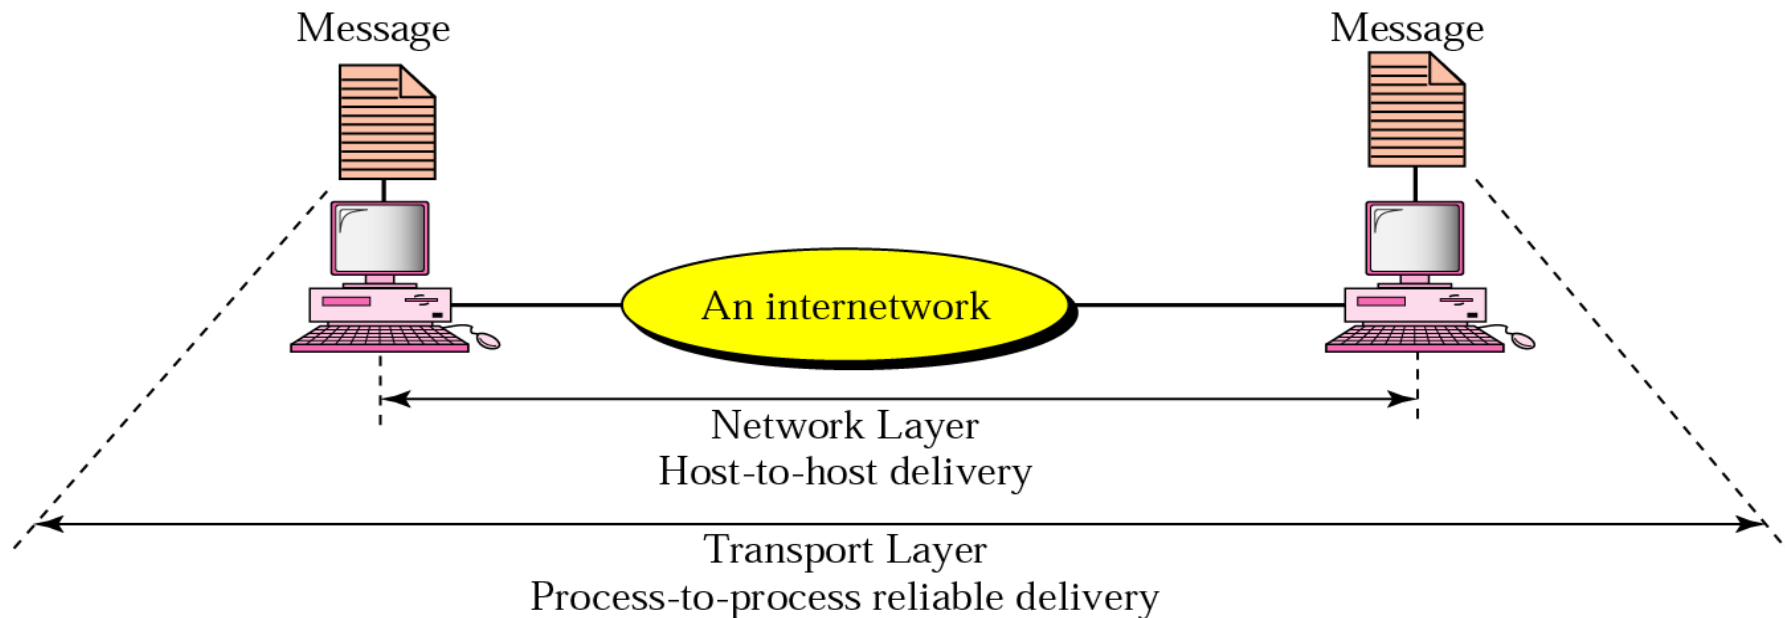 Message
Message
An internetwork
Network Layer
Host-to-host delivery
Transport Layer
Process-to-process reliable delivery